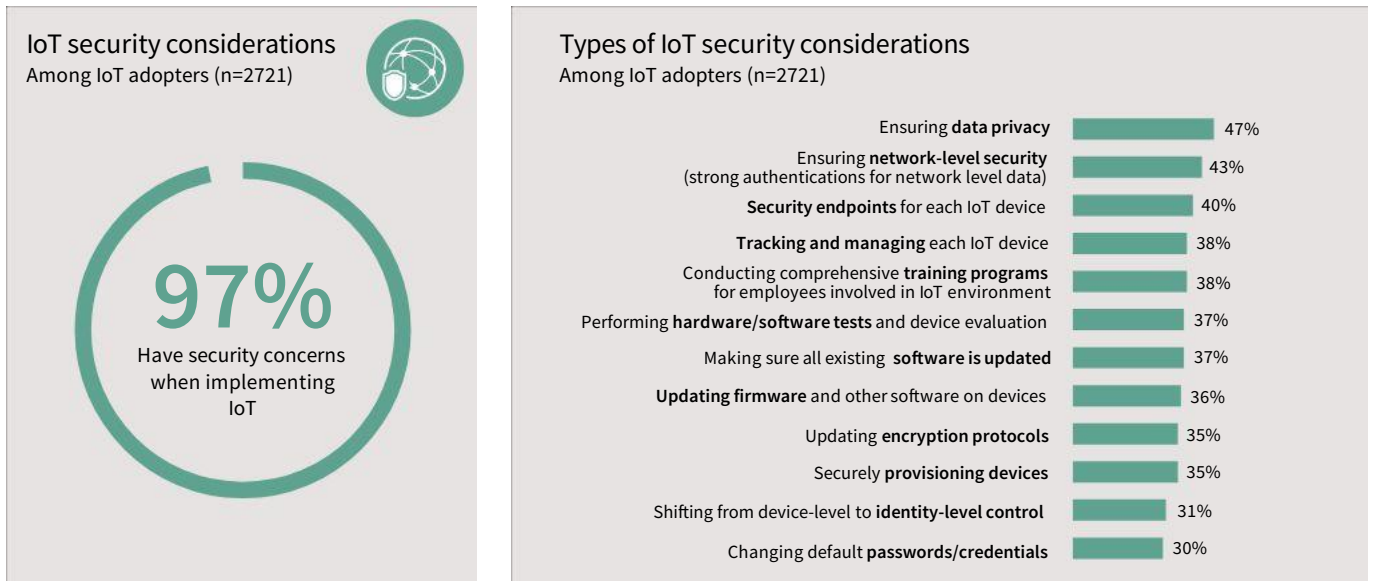 IoT security considerations
Among IoT adopters (n=2721)
97%
Have security concerns
when implementing
IoT
Types of IoT security considerations
Among IoT adopters (n=2721)
Ensuring data privacy 47%
Ensuring network-level security
(strong authentications for network level data) 43%
Security endpoints for each IoT device 40%
Tracking and managing each IoT device 38%
Conducting comprehensive training programs
for employees involved in IoT environment 38%
Performing hardware/software tests and device evaluation 37%
Making sure all existing software is updated 37%
Updating firmware and other software on devices 36%
Updating encryption protocols 35%
Securely provisioning devices 35%
Shifting from device-level to identity-level control 31%
Changing default passwords/credentials 30%